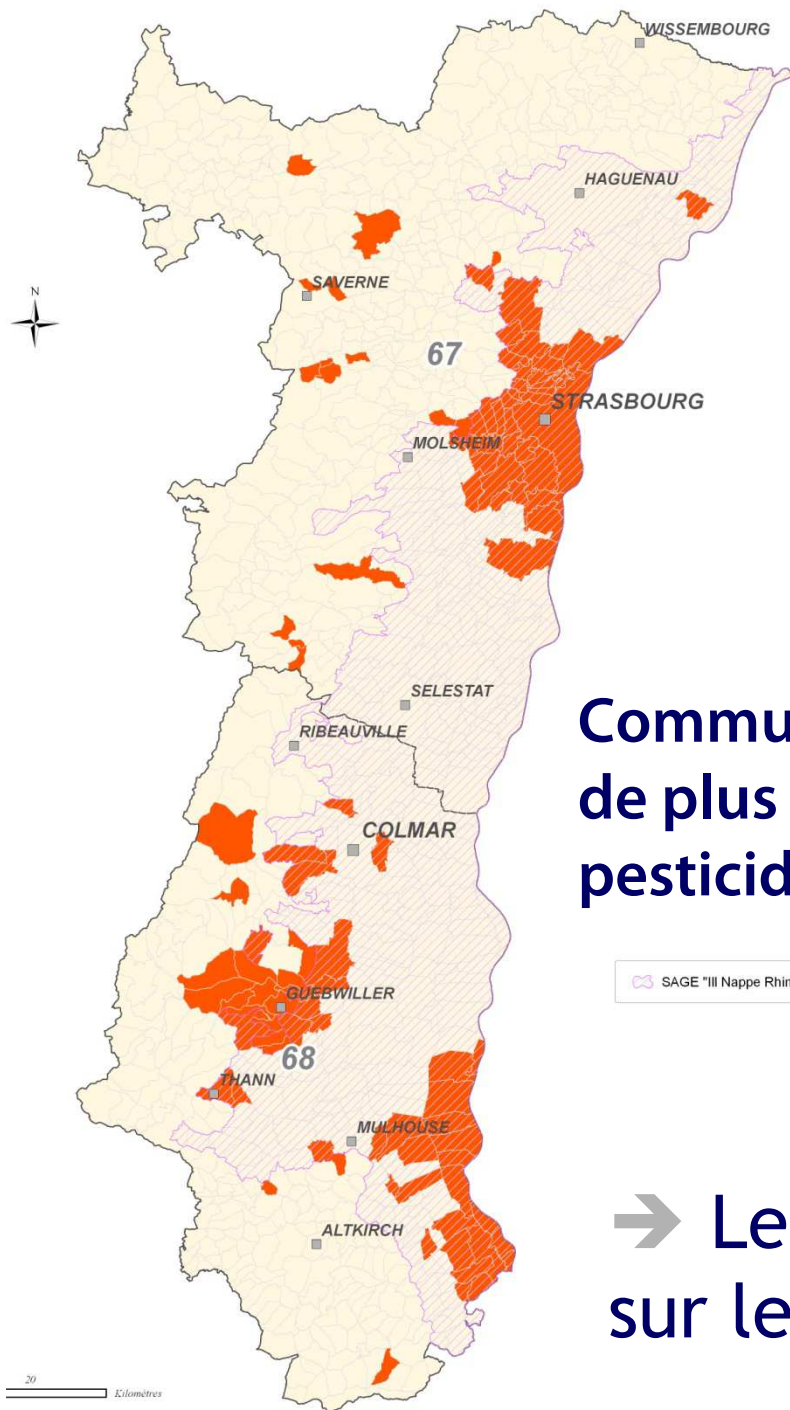 WISSEMBOURG
HAGUENAU
N
SAVERNE
67
STRASBOURG
MOLSHEIM
SELESTAT
RIBEAUVILLE
COLMAR
Commu
de plus
pesticid
SAGE "Ill Nappe Rhin
GUEBWILLER
68
THANN
MULHOUSE
ALTKIRCH
→ Le
sur le
20
Kilomètres